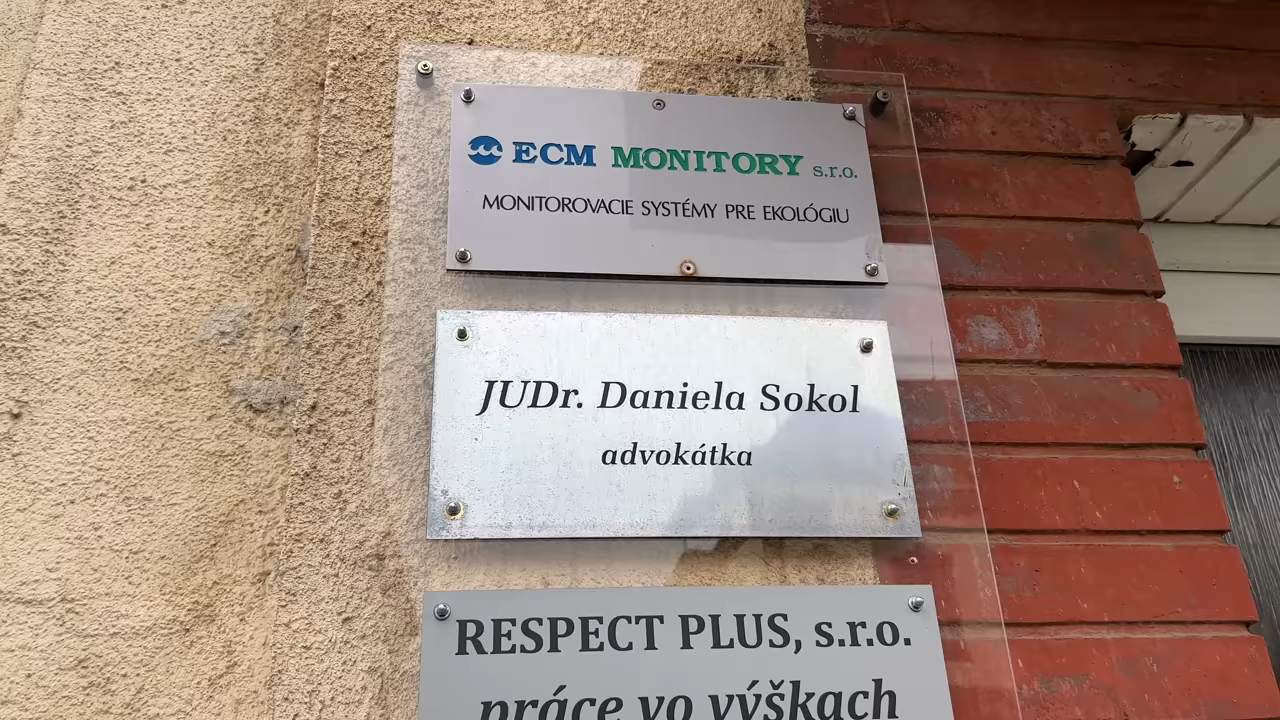 ECM MONITORY s.r.o.
MONITOROVACIE SYSTÉMY PRE EKOLÓGIU
JUDr. Daniela Sokol
advokátka
RESPECT PLUS, s.r.o.
práce vo výškach